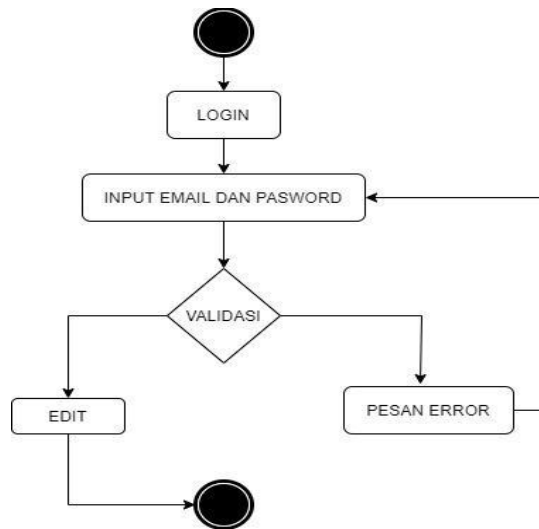 LOGIN
INPUT EMAIL DAN PASWORD
VALIDASI
EDIT
PESAN ERROR